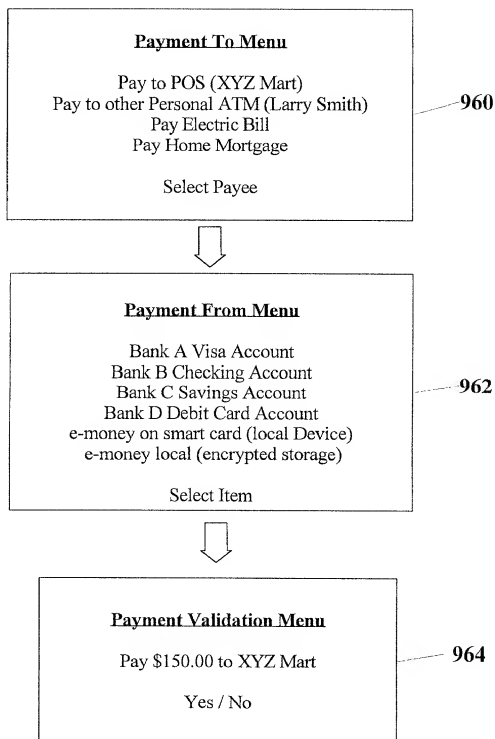 Payment To Menu
Pay to POS (XYZ Mart)
Pay to other Personal ATM (Larry Smith)
Pay Electric Bill
Pay Home Mortgage
Select Payee
960
Payment From Menu
Bank A Visa Account
Bank B Checking Account
Bank C Savings Account
Bank D Debit Card Account
e-money on smart card (local Device)
e-money local (encrypted storage)
Select Item
962
Payment Validation Menu
Pay $150.00 to XYZ Mart
Yes / No
964